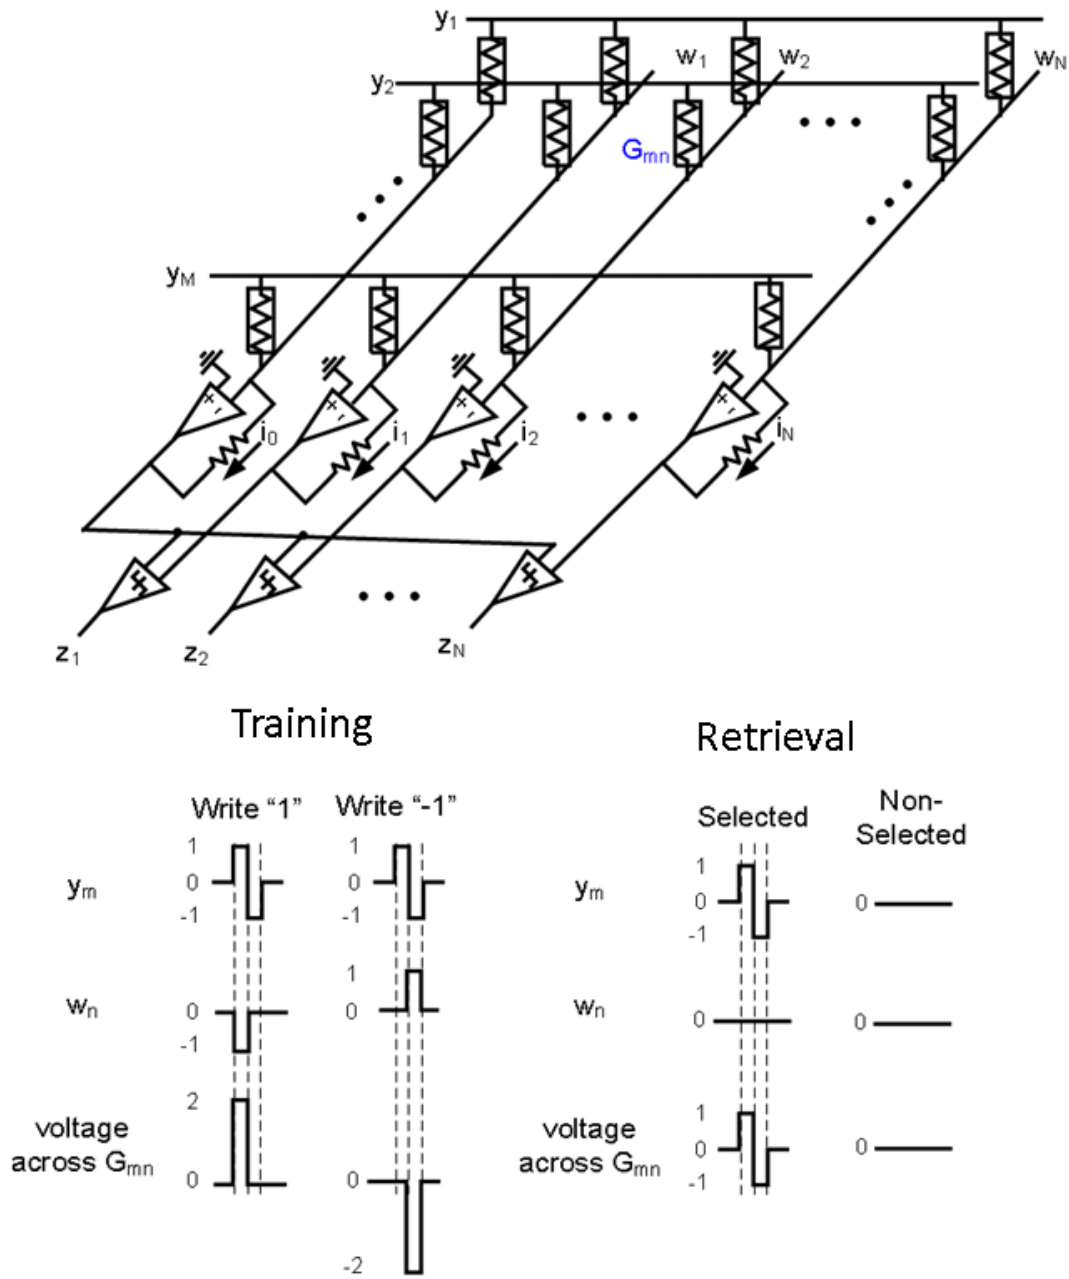 y1
w1 w2 wN
y2
Gmn
yM
i0 i1 i2 iN
z1 z2 zN
Training
Retrieval
Write “1” Write “-1”
Selected
Non-
Selected
1 1 1
ym 0 0 ym 0 0
-1 -1 -1
1
wn 0 0 wn 0 0
-1
2
voltage
across Gmn
0 0
-2
voltage
across Gmn
1
0 0
-1